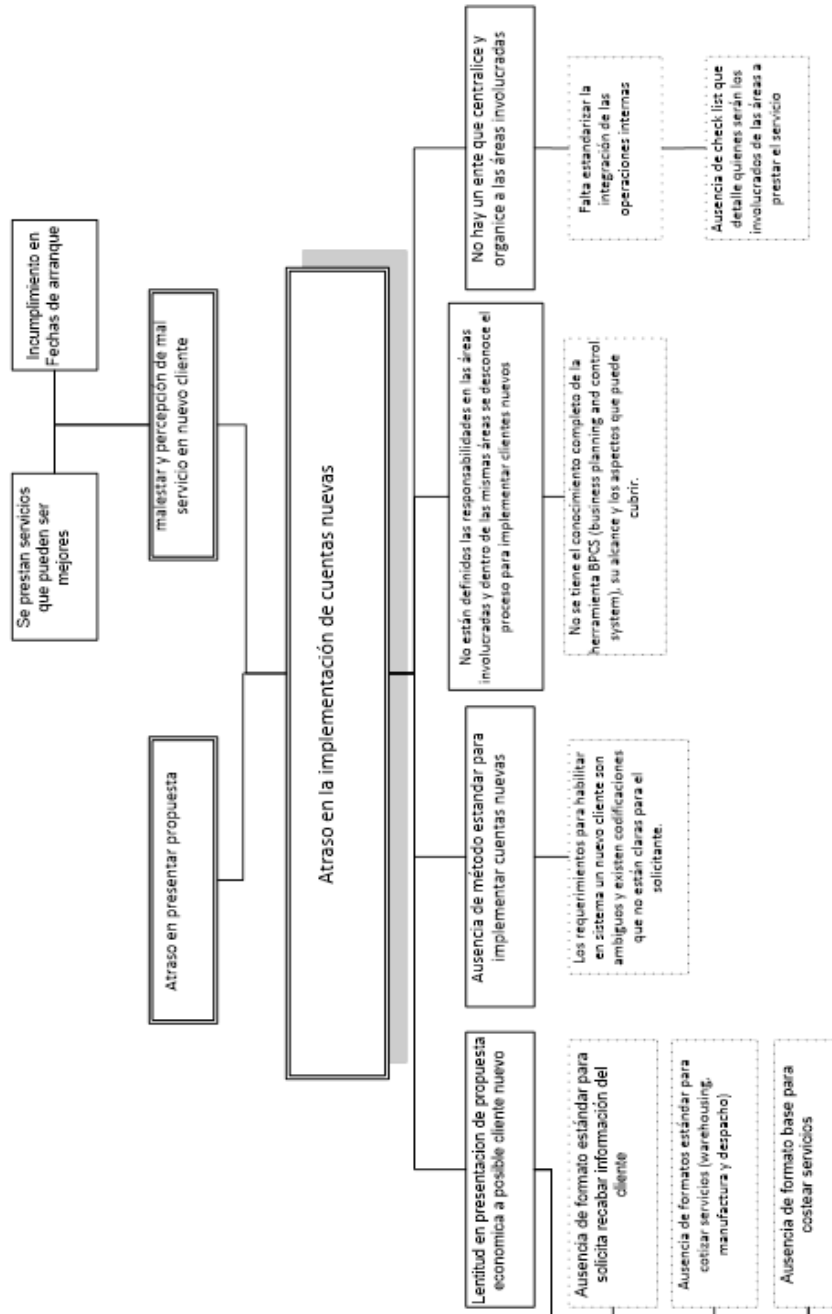 Se prestan servicios
que pueden ser
mejores
Incumplimiento en
Fechas de arranque
Atraso en presentar propuesta
malestar y percepción de mal
servicio en nuevo cliente
Atraso en la implementación de cuentas nuevas
Lentitud en presentacion de propuesta
economica a posible cliente nuevo
Ausencia de método estandar para
implementar cuentas nuevas
No están definidos las responsabilidades en las áreas
involucradas y dentro de las mismas áreas se desconoce el
proceso para implementar clientes nuevos
No hay un ente que centralice y
organice a las áreas involucradas
Ausencia de formato estándar para
solicita recabar información del
cliente
Los requerimientos para habilitar
en sistema un nuevo cliente son
ambiguos y existen codificaciones
que no están claras para el
solicitante.
No se tiene el conocimiento completo de la
herramienta BPCS (business planning and control
system), su alcance y los aspectos que puede
cubrir.
Falta estandarizar la
integración de las
operaciones internas
Ausencia de formatos estándar para
cotizar servicios (warehousing,
manufactura y despacho)
Ausencia de check list que
detalle quienes serán los
involucrados de las áreas a
prestar el servicio
Ausencia de formato base para
costear servicios